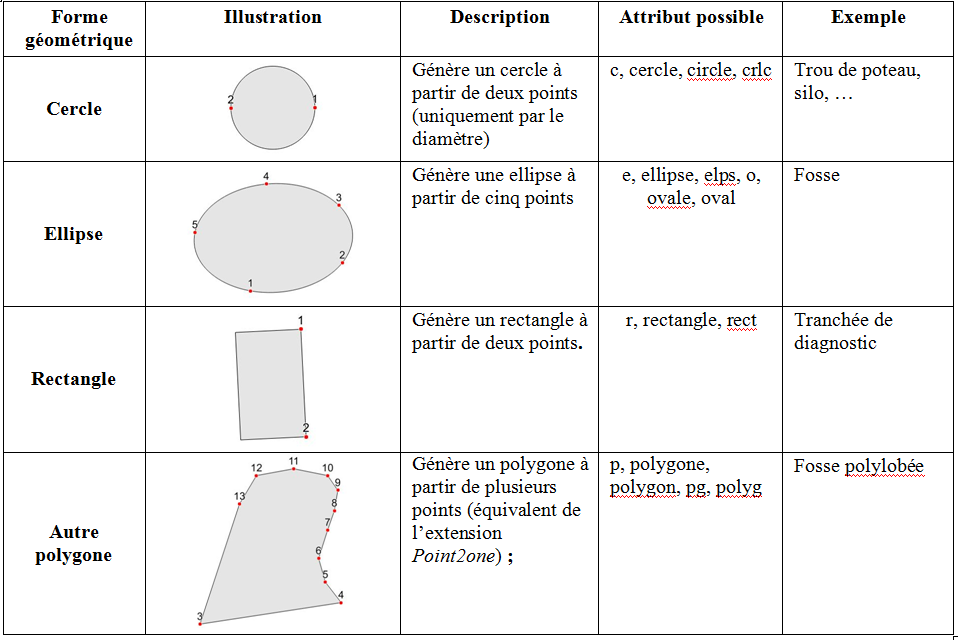 Forme géométrique
Illustration
Description
Attribut possible
Exemple
Cercle
2
1
Génère un cercle à
partir de deux points
(uniquement par le
diamètre)
c, cercle, circle, crlc
Trou de poteau,
silo, …
Ellipse
4
3
5
2
1
Génère une ellipse à
partir de cinq points
e, ellipse, elps, o,
ovale, oval
Fosse
Rectangle
1
2
Génère un rectangle à
partir de deux points.
r, rectangle, rect
Tranchée de
diagnostic
Autre
polygone
11
12
10
9
13
8
7
6
5
4
3
Génère un polygone à
partir de plusieurs
points (équivalent de
l’extension
Point2one) ;
p, polygone,
polygon, pg, polyg
Fosse polylobée